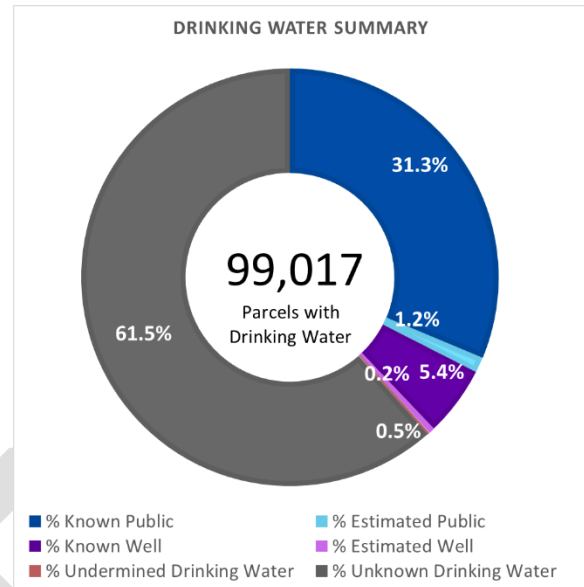 DRINKING WATER SUMMARY
31.3%
1.2%
5.4%
0.2%
0.5%
61.5%
99,017
Parcels with
Drinking Water
% Known Public
% Estimated Public
% Known Well
% Estimated Well
% Undermined Drinking Water
% Unknown Drinking Water